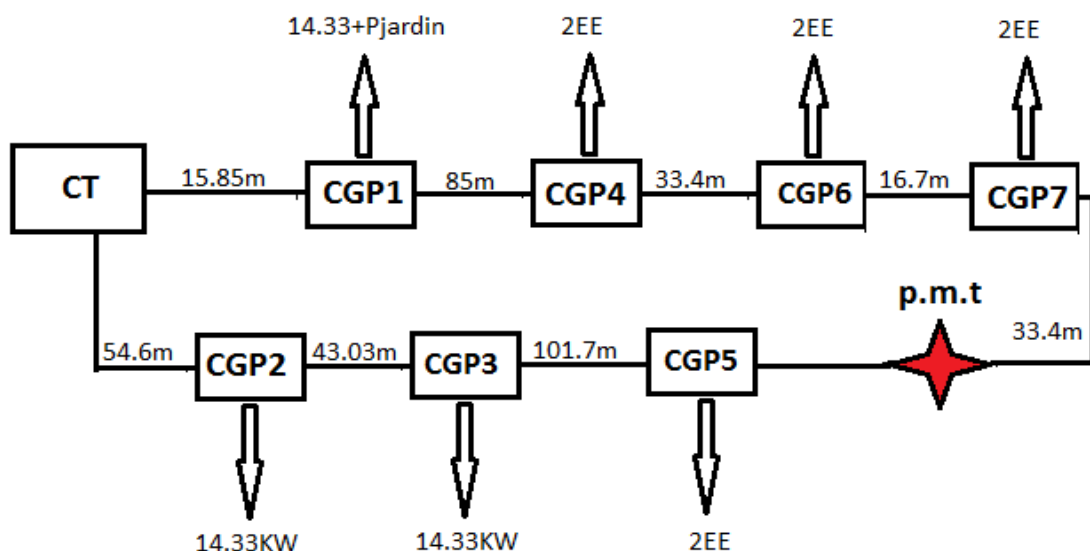 14.33+Pjardin
2EE
2EE
2EE
CT
15.85m
CGP1
85m
CGP4
33.4m
CGP6
16.7m
CGP7
p.m.t
33.4m
54.6m
CGP2
43.03m
CGP3
101.7m
CGP5
14.33KW
14.33KW
2EE